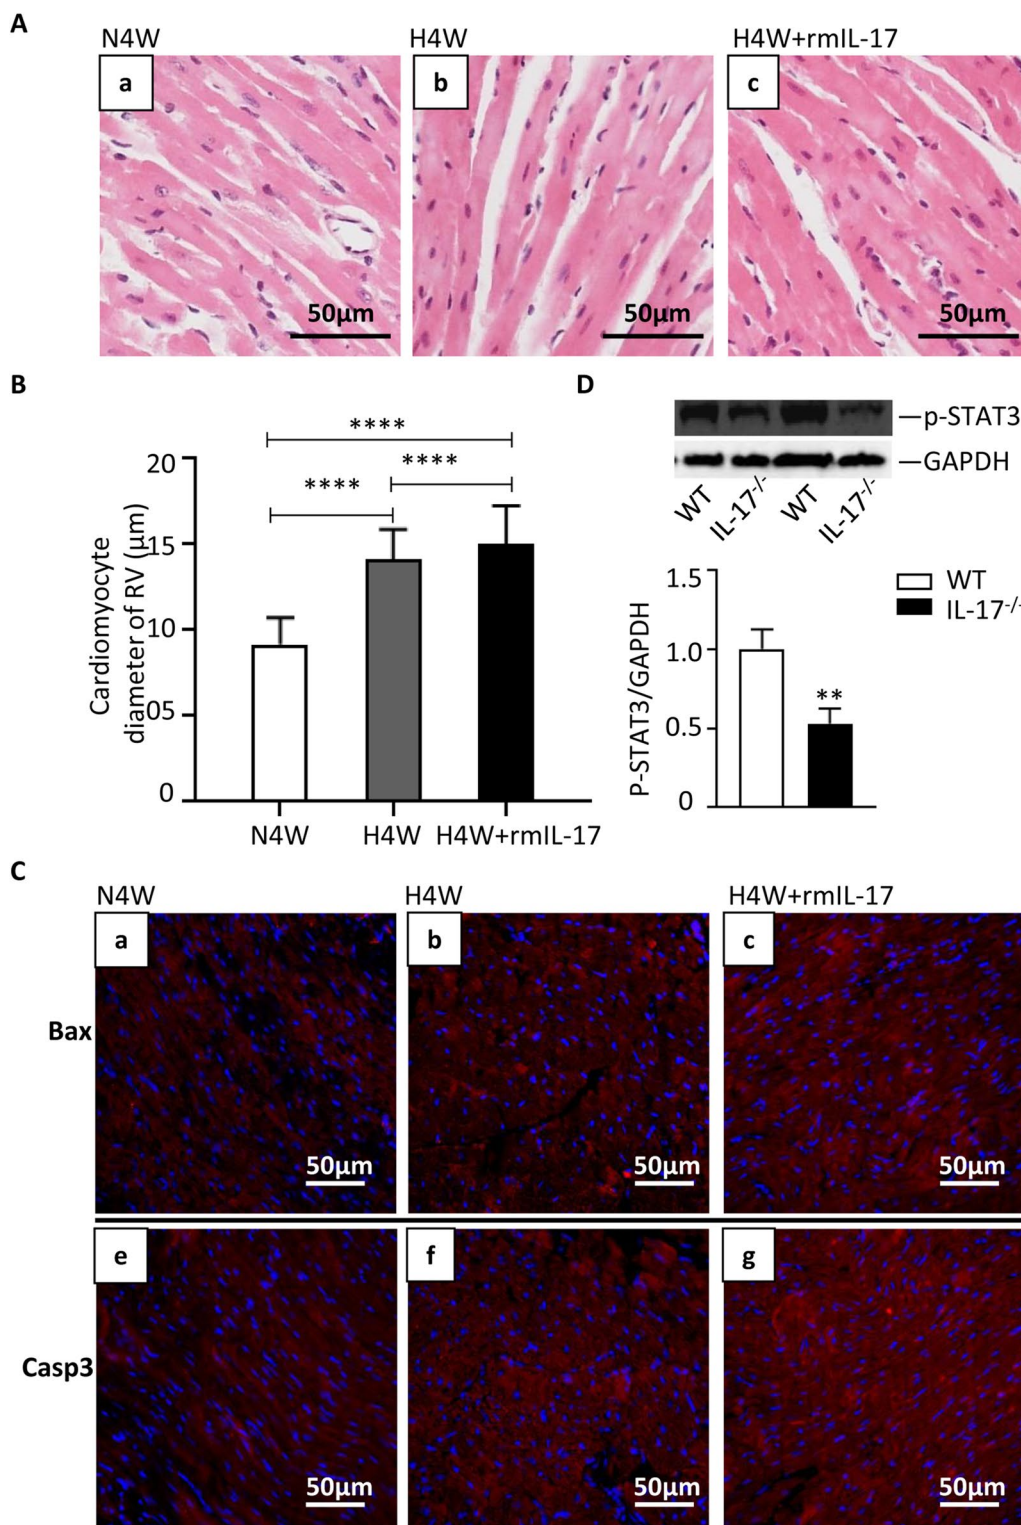 A
N4W
H4W
H4W+rmIL-17
a
b
c
50μm
50μm
50μm
B
****
****
****
20
15
10
05
0
Cardiomyocyte
diameter of RV (μm)
N4W
H4W
H4W+rmIL-17
D
p-STAT3
GAPDH
WT
IL-17-/-
WT
IL-17-/-
1.5
1.0
0.5
0
P-STAT3/GAPDH
**
WT
IL-17-/-
C
N4W
H4W
H4W+rmIL-17
Bax
a
b
c
50μm
50μm
50μm
Casp3
e
f
g
50μm
50μm
50μm